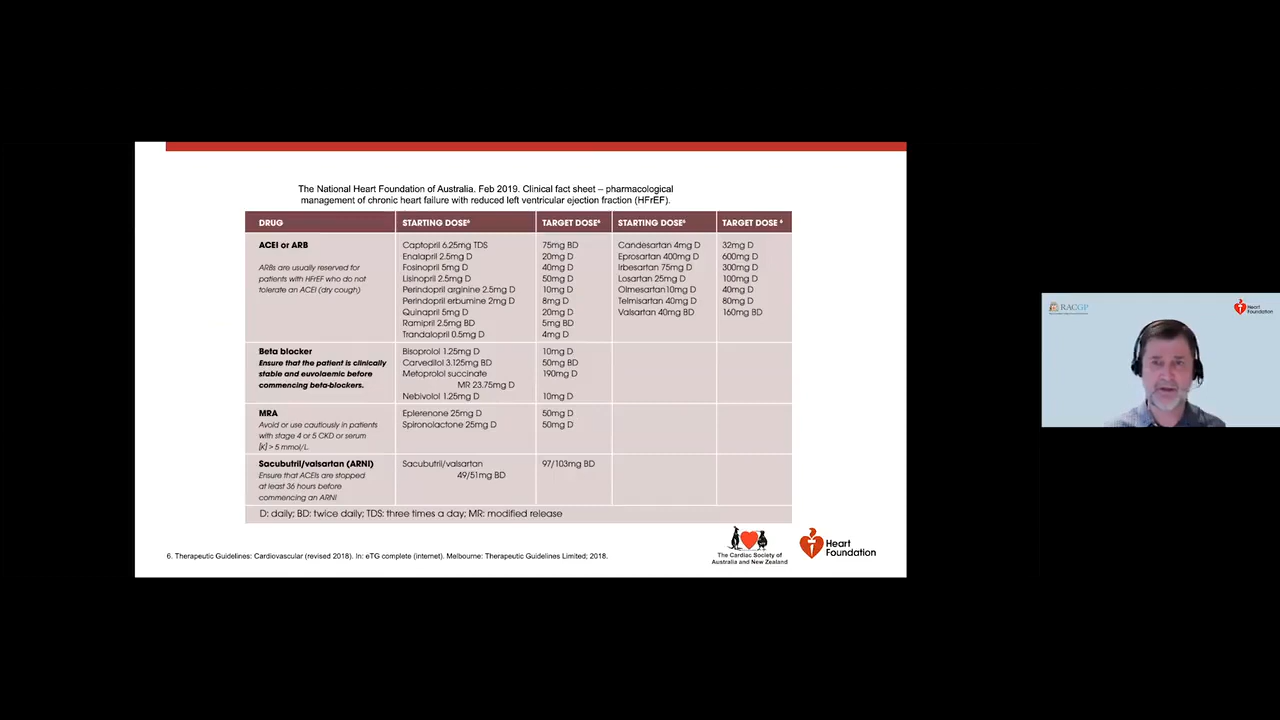 The National Heart Foundation of Australia. Feb 2019. Clinical fact sheet – pharmacological
management of chronic heart failure with reduced left ventricular ejection fraction (HFrEF).
DRUG STARTING DOSE⁶ TARGET DOSE⁶ STARTING DOSE⁶ TARGET DOSE ⁶
ACEI or ARB
ARBs are usually reserved for
patients with HFrEF who do not
tolerate an ACEI (dry cough)
Captopril 6.25mg TDS 75mg BD Candesartan 4mg D 32mg D
Enalapril 2.5mg D 20mg D Eprosartan 400mg D 600mg D
Fosinopril 5mg D 40mg D Irbesartan 75mg D 300mg D
Lisinopril 2.5mg D 50mg D Losartan 25mg D 100mg D
Perindopril arginine 2.5mg D 10mg D Olmesartan10mg D 40mg D
Perindopril erbumine 2mg D 8mg D Telmisartan 40mg D 80mg D
Quinapril 5mg D 20mg D Valsartan 40mg BD 160mg BD
Ramipril 2.5mg BD 5mg BD
Trandalopril 0.5mg D 4mg D
Beta blocker
Ensure that the patient is clinically
stable and euvolaemic before
commencing beta-blockers.
Bisoprolol 1.25mg D 10mg D
Carvedilol 3.125mg BD 50mg BD
Metoprolol succinate 190mg D
MR 23.75mg D
Nebivolol 1.25mg D 10mg D
MRA
Avoid or use cautiously in patients
with stage 4 or 5 CKD or serum
[K] > 5 mmol/L.
Eplerenone 25mg D 50mg D
Spironolactone 25mg D 50mg D
Sacubutril/valsartan (ARNI)
Ensure that ACEIs are stopped
at least 36 hours before
commencing an ARNI
Sacubutril/valsartan 97/103mg BD
49/51mg BD
D: daily; BD: twice daily; TDS: three times a day; MR: modified release
6. Therapeutic Guidelines: Cardiovascular (revised 2018). In: eTG complete (internet). Melbourne: Therapeutic Guidelines Limited; 2018.
The Cardiac Society of
Australia and New Zealand
Heart
Foundation
RACGP
Heart
Foundation